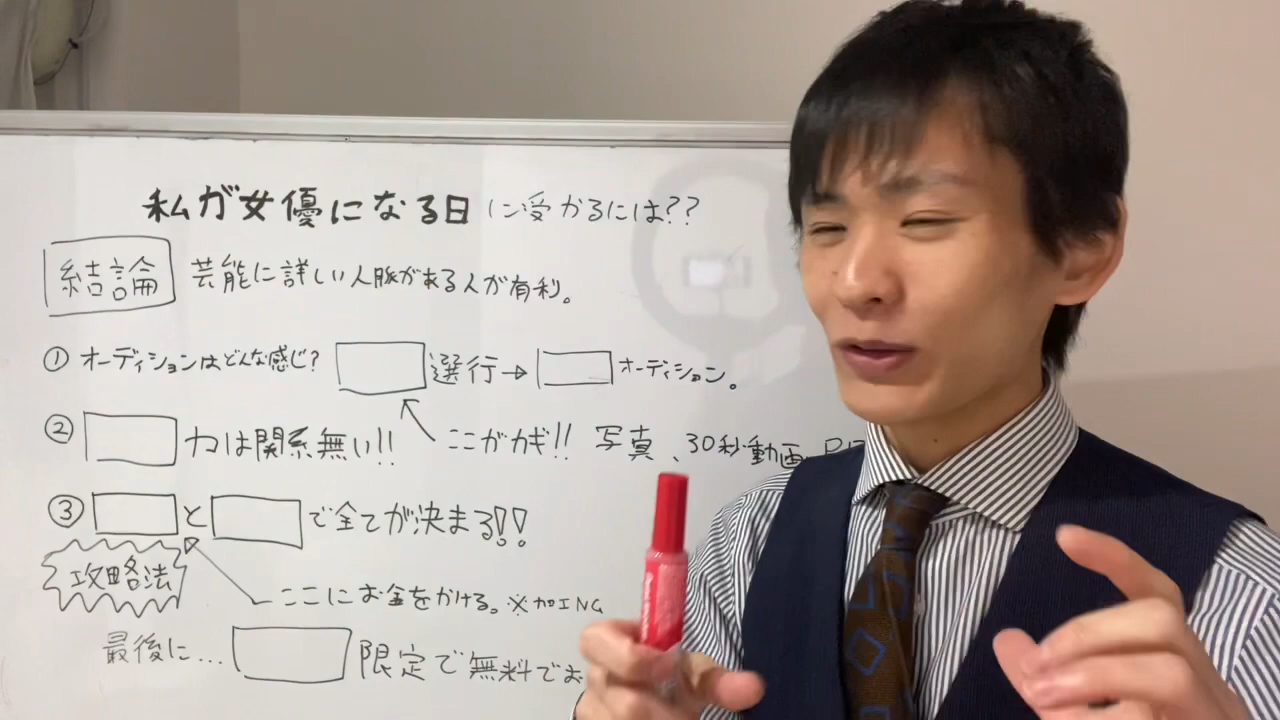 私が女優になる日に受かるには??
結論 芸能に詳しい人脈がある人が有利。
① オーディションはどんな感じ? 選行→ オーディション。
② 力は関係無い!! ここがカギ!! 写真、30秒動画
③ と で全てが決まる!!
攻略法
ここにお金をかける。※加工NG
最後に... 限定で無料でお